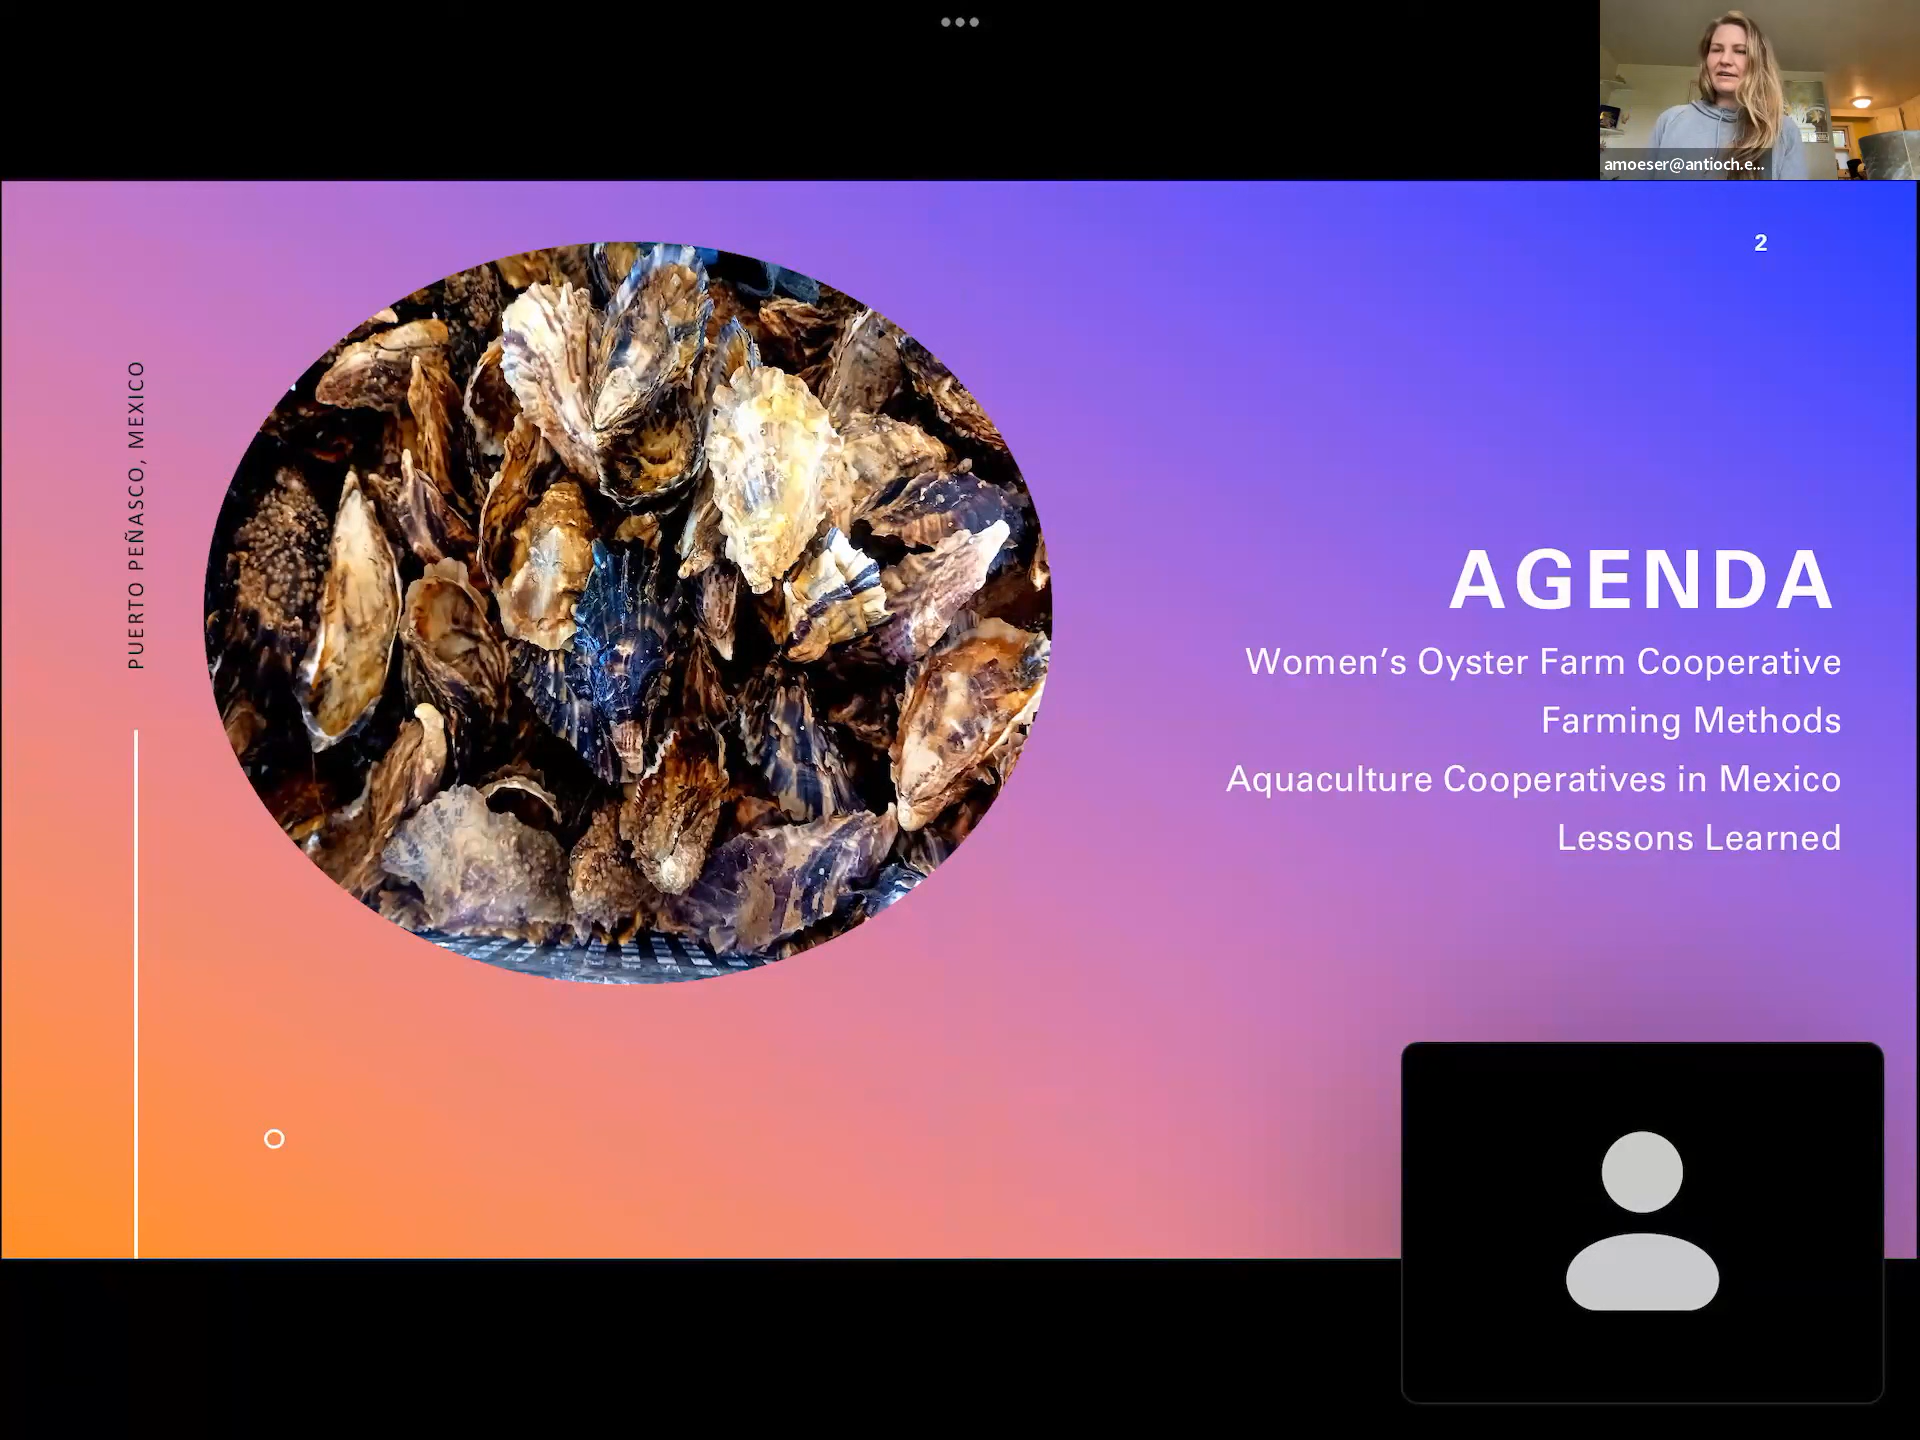 amoeser@antioch.e...
2
PUERTO PEÑASCO, MEXICO
AGENDA
Women’s Oyster Farm Cooperative
Farming Methods
Aquaculture Cooperatives in Mexico
Lessons Learned